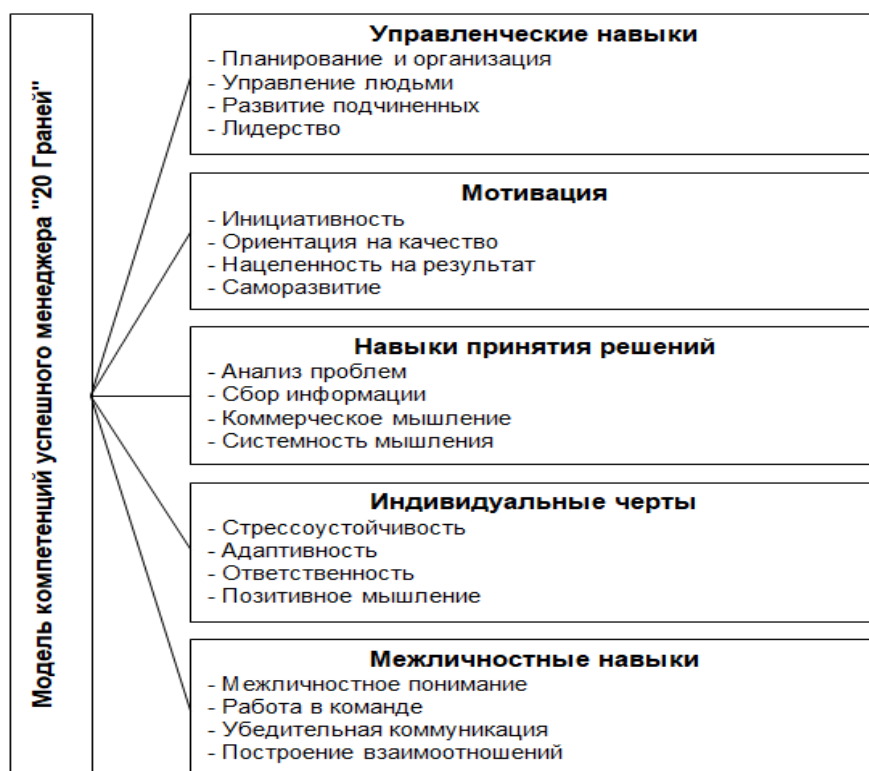 Модель компетенций успешного менеджера "20 Граней"
Управленческие навыки
- Планирование и организация
- Управление людьми
- Развитие подчиненных
- Лидерство
Мотивация
- Инициативность
- Ориентация на качество
- Нацеленность на результат
- Саморазвитие
Навыки принятия решений
- Анализ проблем
- Сбор информации
- Коммерческое мышление
- Системность мышления
Индивидуальные черты
- Стрессоустойчивость
- Адаптивность
- Ответственность
- Позитивное мышление
Межличностные навыки
- Межличностное понимание
- Работа в команде
- Убедительная коммуникация
- Построение взаимоотношений